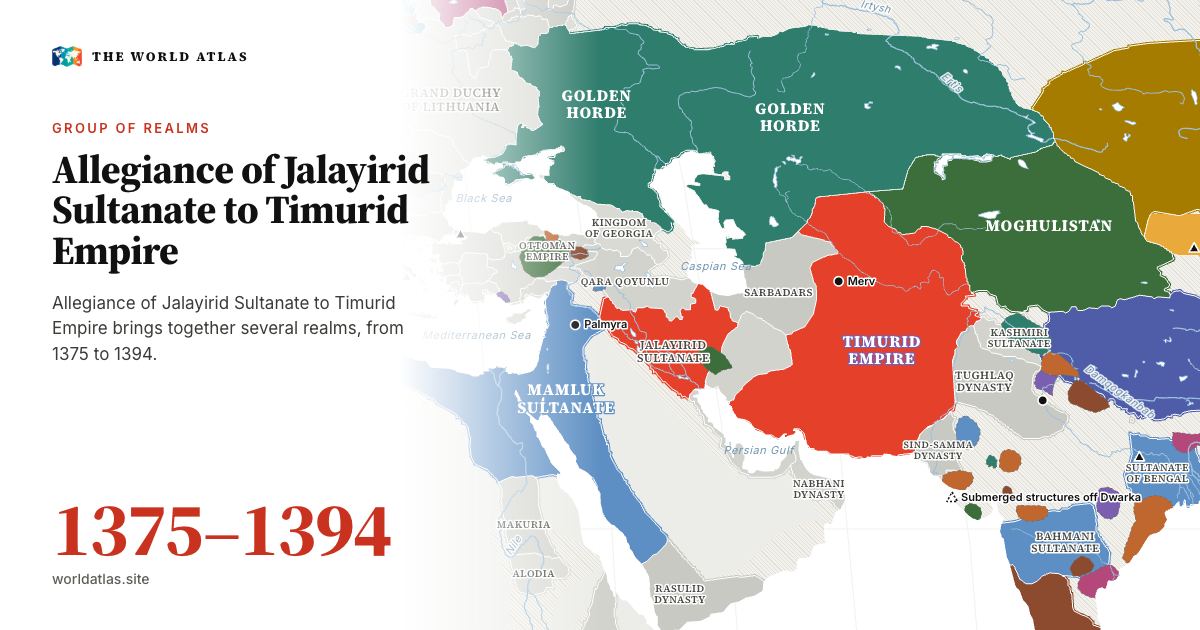 THE WORLD ATLAS
GROUP OF REALMS
Allegiance of Jalayirid
Sultanate to Timurid
Empire
Allegiance of Jalayirid Sultanate to Timurid
Empire brings together several realms, from
1375 to 1394.
1375–1394
worldatlas.site
Irtysh
Ertis
GRAND DUCHY
OF LITHUANIA
GOLDEN
HORDE
GOLDEN
HORDE
Black Sea
KINGDOM
OF GEORGIA
MOGHULISTAN
OTTOMAN
EMPIRE
Caspian Sea
QARA QOYUNLU
Merv
SARBADARS
Palmyra
Mediterranean Sea
JALAYIRID
SULTANATE
TIMURID
EMPIRE
KASHMIRI
SULTANATE
TUGHLAQ
DYNASTY
Damqogkanbab
MAMLUK
SULTANATE
Persian Gulf
SIND-SAMMA
DYNASTY
SULTANATE
OF BENGAL
NABHANI
DYNASTY
Submerged structures off Dwarka
MAKURIA
Nile
BAHMANI
SULTANATE
ALODIA
RASULID
DYNASTY